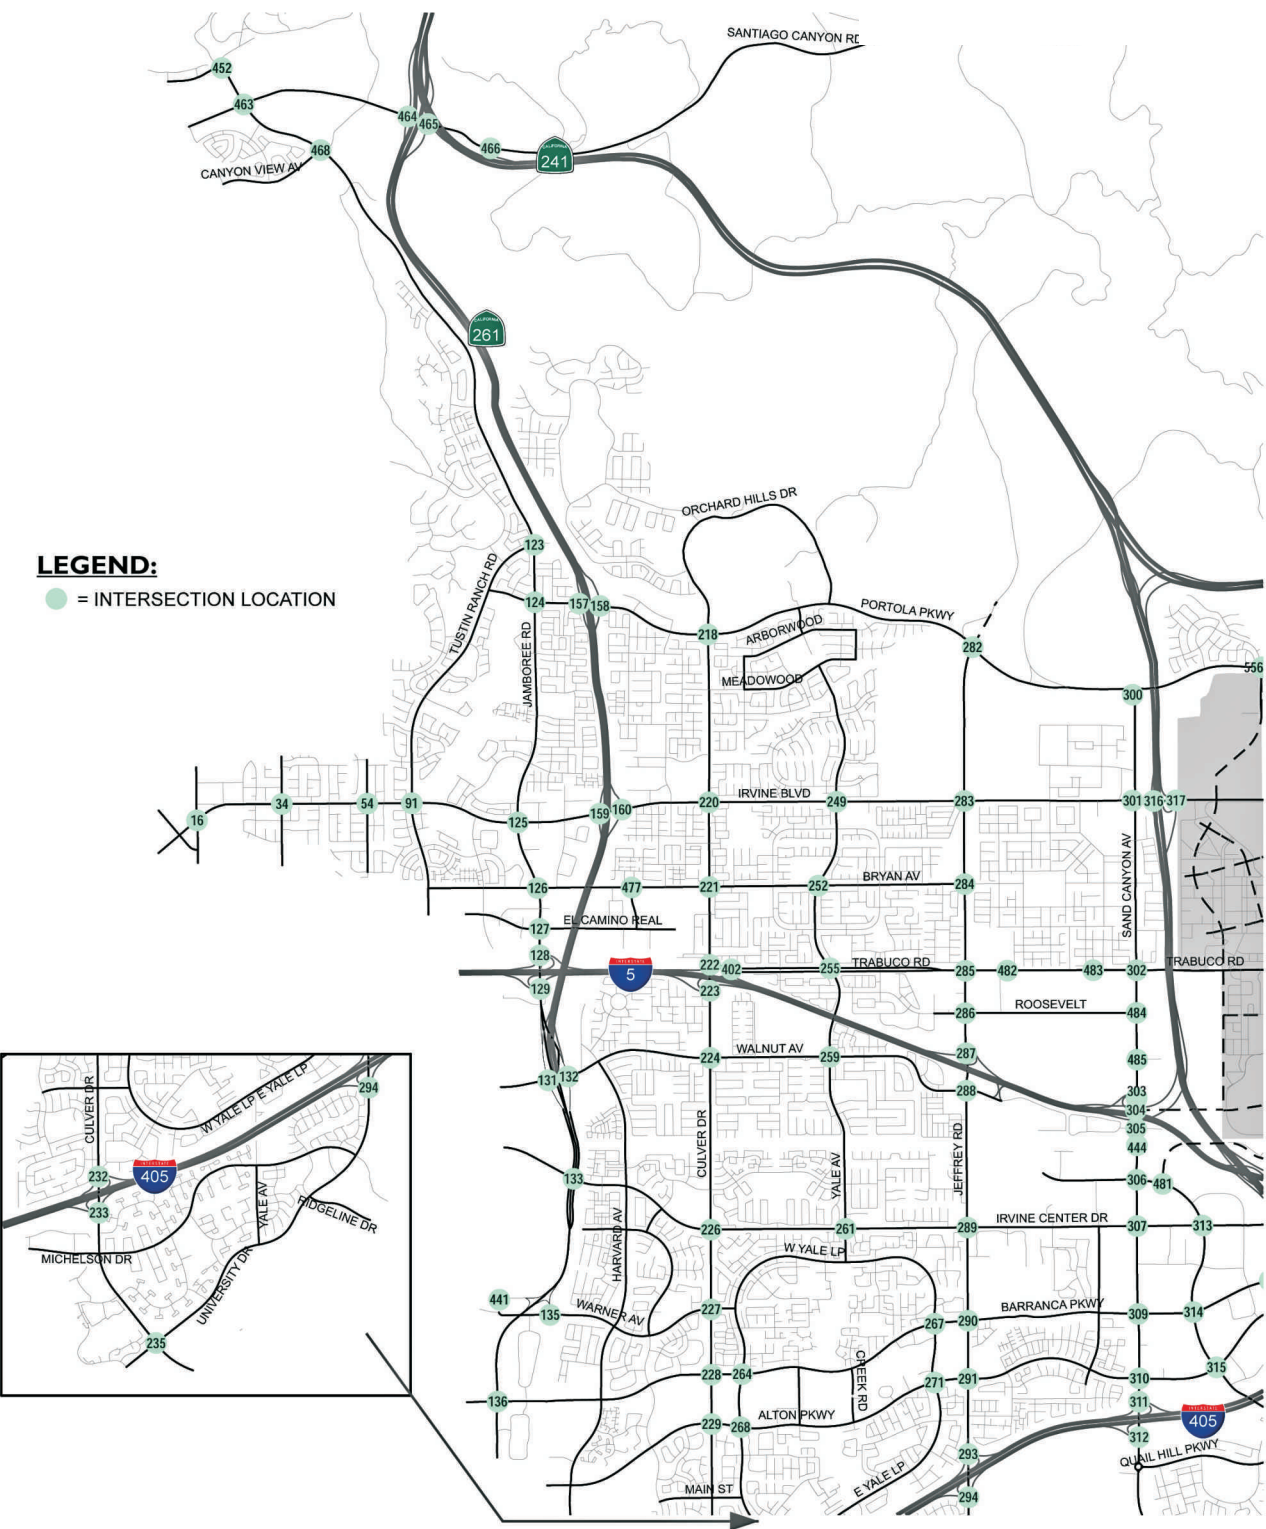 SANTIAGO CANYON RD
452
463
464
465
466
CALIFORNIA
241
468
CANYON VIEW AV
CALIFORNIA
261
ORCHARD HILLS DR
LEGEND:
= INTERSECTION LOCATION
123
TUSTIN RANCH RD
124
157
158
PORTOLA PKWY
ARBORWOOD
218
282
JAMBOREE RD
MEADOWOOD
556
300
IRVINE BLVD
16
34
54
91
125
159
160
220
249
283
301
316
317
SAND CANYON AV
BRYAN AV
126
477
221
252
284
EL CAMINO REAL
127
128
INTERSTATE
5
222
402
255
TRABUCO RD
285
482
483
302
TRABUCO RD
129
223
ROOSEVELT
286
484
WALNUT AV
224
259
287
485
131
132
288
303
304
305
444
CULVER DR
YALE AV
JEFFREY RD
133
306
481
HARVARD AV
226
261
289
IRVINE CENTER DR
307
313
W YALE LP
441
135
WARNER AV
227
267
290
BARRANCA PKWY
309
314
CREEK RD
315
136
228
264
271
291
310
311
INTERSTATE
405
229
268
ALTON PKWY
312
QUAIL HILL PKWY
293
E YALE LP
MAIN ST
294
CULVER DR
W YALE LP E YALE LP
294
INTERSTATE
405
232
233
YALE AV
RIDGELINE DR
MICHELSON DR
UNIVERSITY DR
235